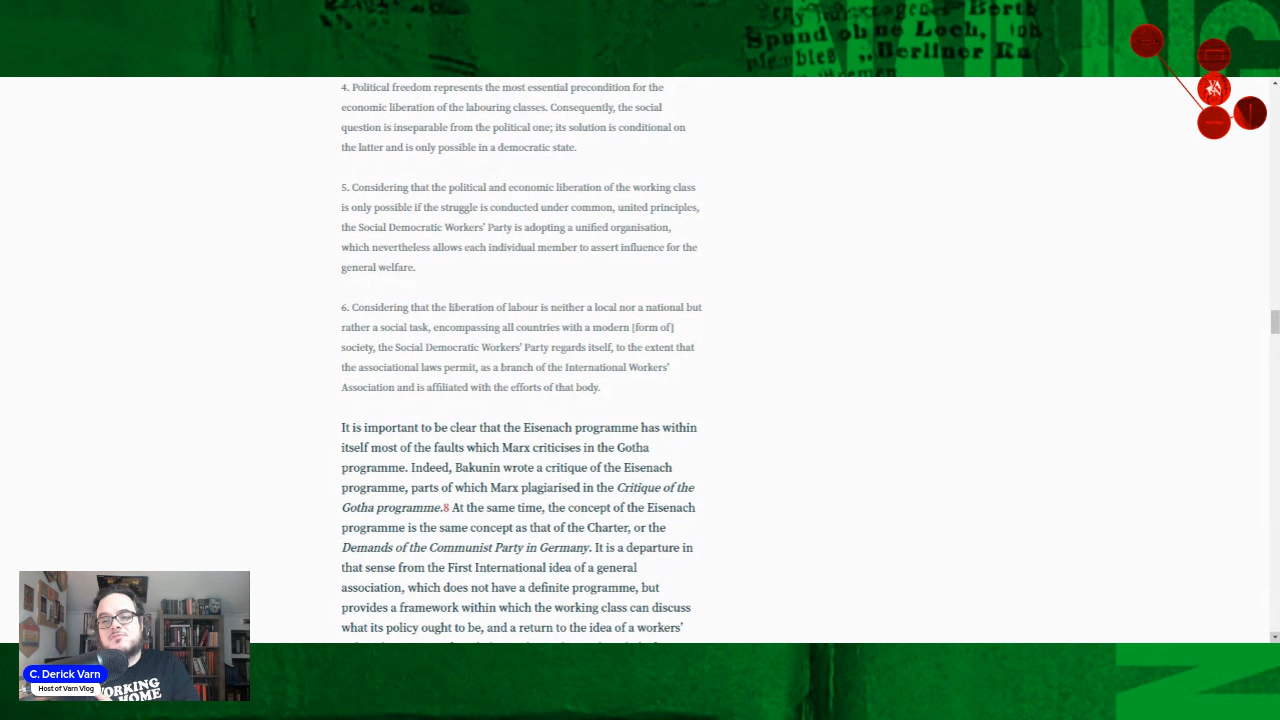 Berth
Spund ohne Loch,
Berliner Ku
4. Political freedom represents the most essential precondition for the
economic liberation of the labouring classes. Consequently, the social
question is inseparable from the political one; its solution is conditional on
the latter and is only possible in a democratic state.
5. Considering that the political and economic liberation of the working class
is only possible if the struggle is conducted under common, united principles,
the Social Democratic Workers’ Party is adopting a unified organisation,
which nevertheless allows each individual member to assert influence for the
general welfare.
6. Considering that the liberation of labour is neither a local nor a national but
rather a social task, encompassing all countries with a modern [form of]
society, the Social Democratic Workers’ Party regards itself, to the extent that
the associational laws permit, as a branch of the International Workers’
Association and is affiliated with the efforts of that body.
It is important to be clear that the Eisenach programme has within
itself most of the faults which Marx criticises in the Gotha
programme. Indeed, Bakunin wrote a critique of the Eisenach
programme, parts of which Marx plagiarised in the Critique of the
Gotha programme.8 At the same time, the concept of the Eisenach
programme is the same concept as that of the Charter, or the
Demands of the Communist Party in Germany. It is a departure in
that sense from the First International idea of a general
association, which does not have a definite programme, but
provides a framework within which the working class can discuss
what its policy ought to be, and a return to the idea of a workers’
C. Derick Varn
Host of Varn Vlog